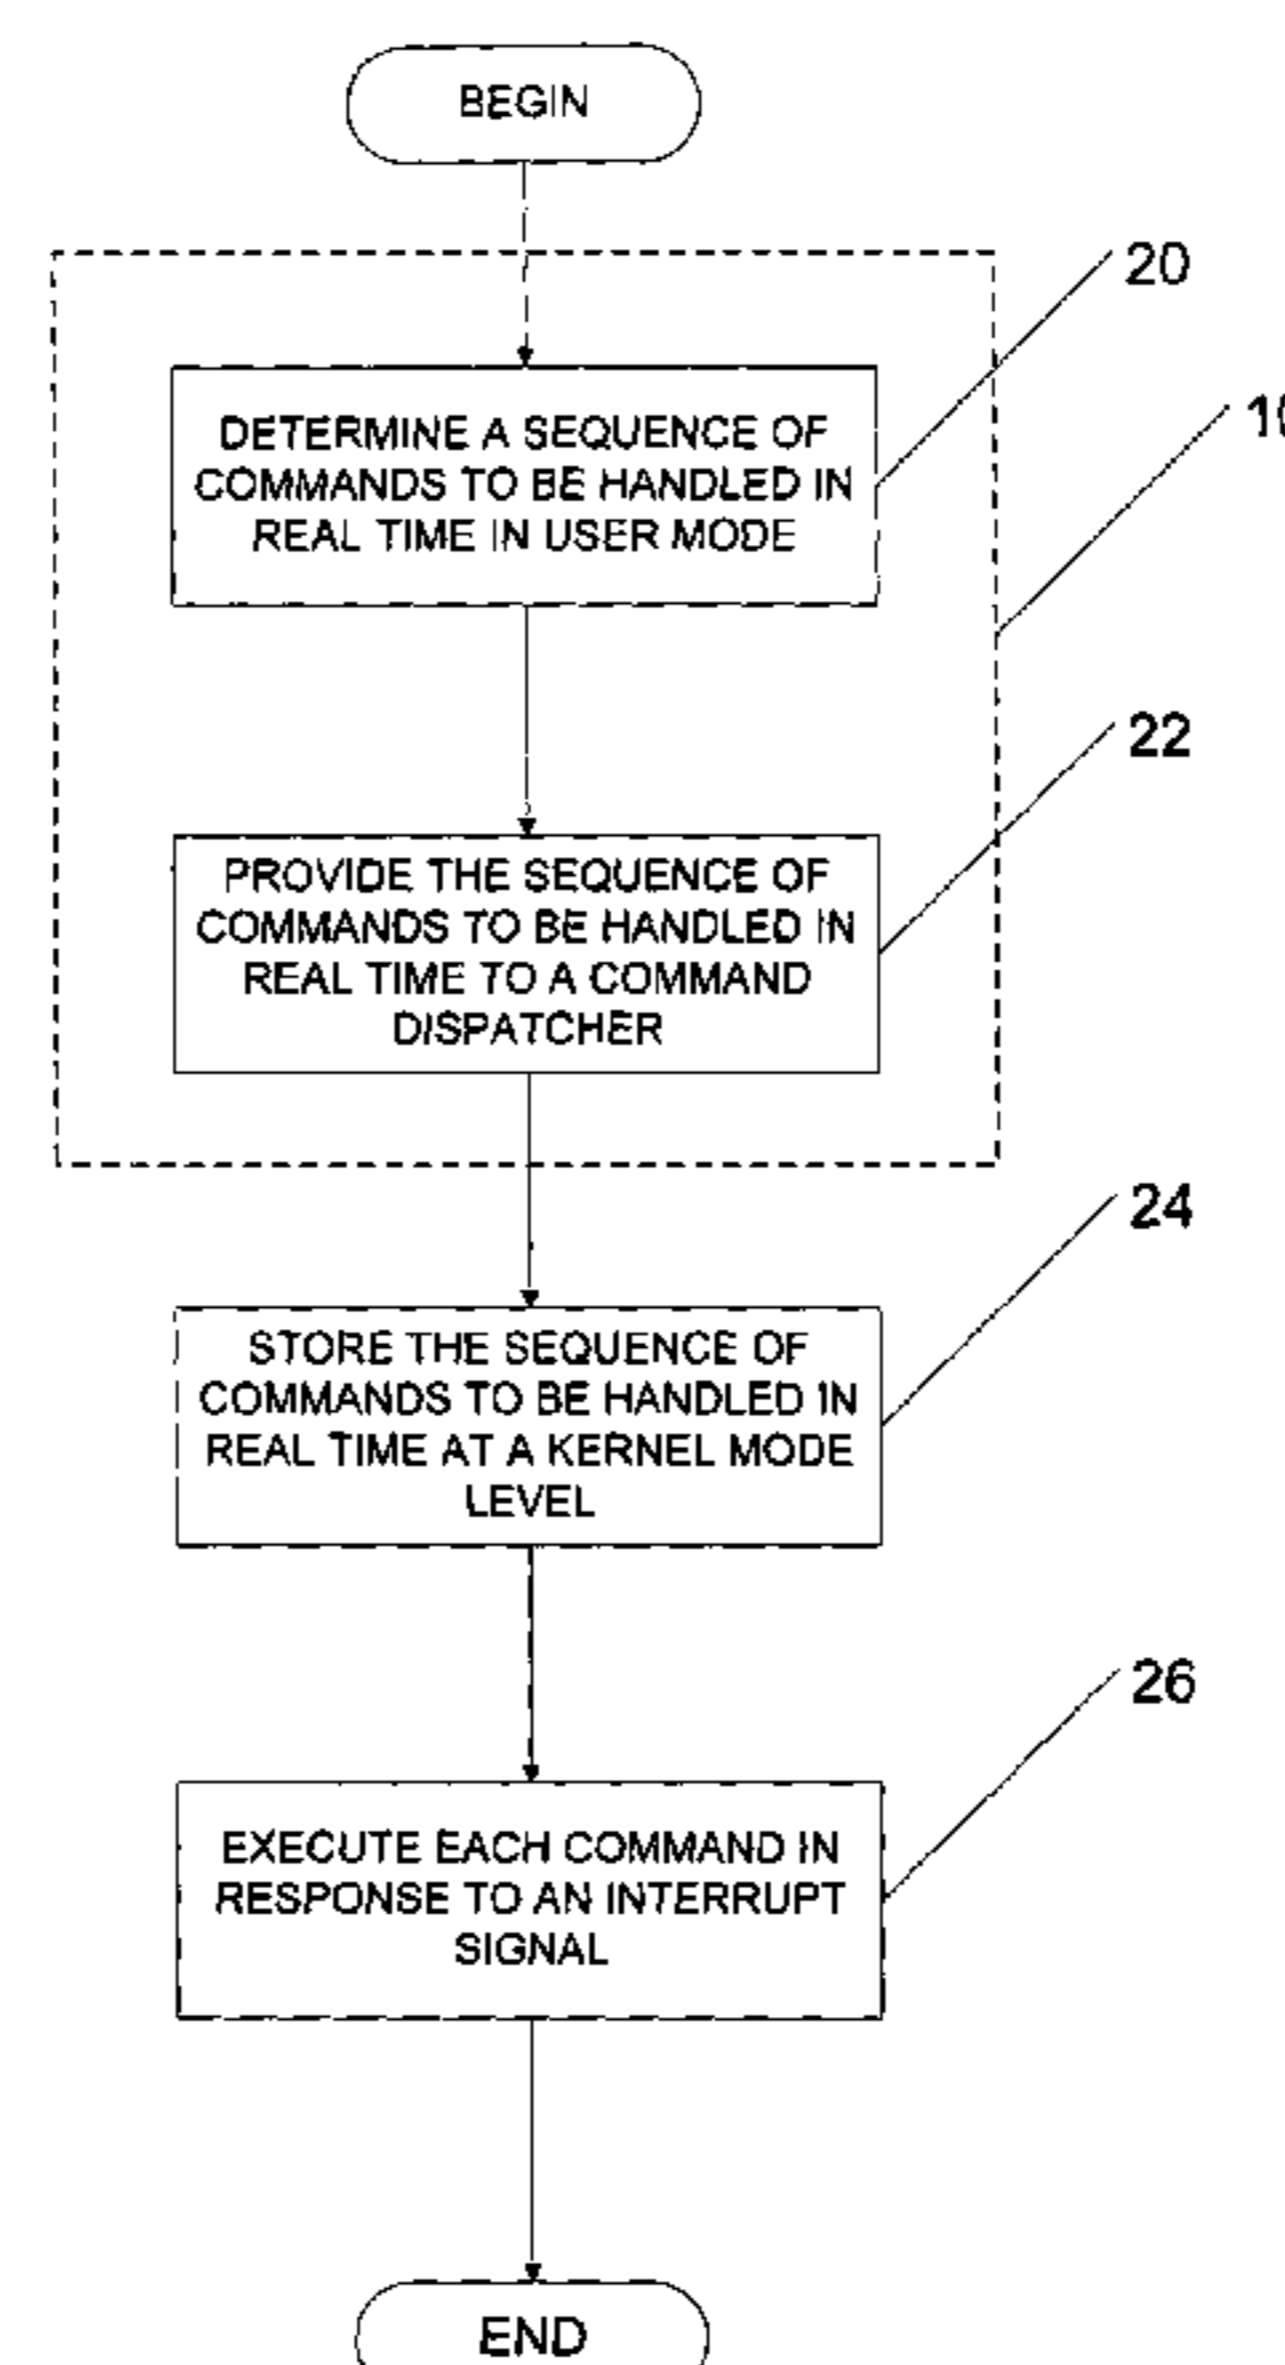 BEGIN
20
DETERMINE A SEQUENCE OF
COMMANDS TO BE HANDLED IN
REAL TIME IN USER MODE
22
PROVIDE THE SEQUENCE OF
COMMANDS TO BE HANDLED IN
REAL TIME TO A COMMAND
DISPATCHER
24
STORE THE SEQUENCE OF
COMMANDS TO BE HANDLED IN
REAL TIME AT A KERNEL MODE
LEVEL
26
EXECUTE EACH COMMAND IN
RESPONSE TO AN INTERRUPT
SIGNAL
END